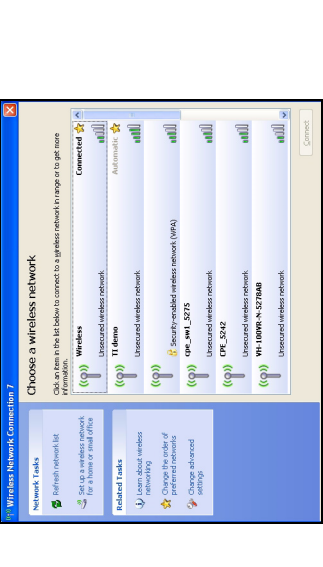 Wireless Network Connection 7
Network Tasks
Refresh network list
Set up a wireless network
for a home or small office
Related Tasks
Learn about wireless
networking
Change the order of
preferred networks
Change advanced
settings
Choose a wireless network
Click an item in the list below to connect to a wireless network in range or to get more
information.
Wireless
Connected
Unsecured wireless network
TI demo
Automatic
Unsecured wireless network
Security-enabled wireless network (WPA)
cpe_sw1_5275
Unsecured wireless network
CPE_5242
Unsecured wireless network
Unsecured wireless network
Connect